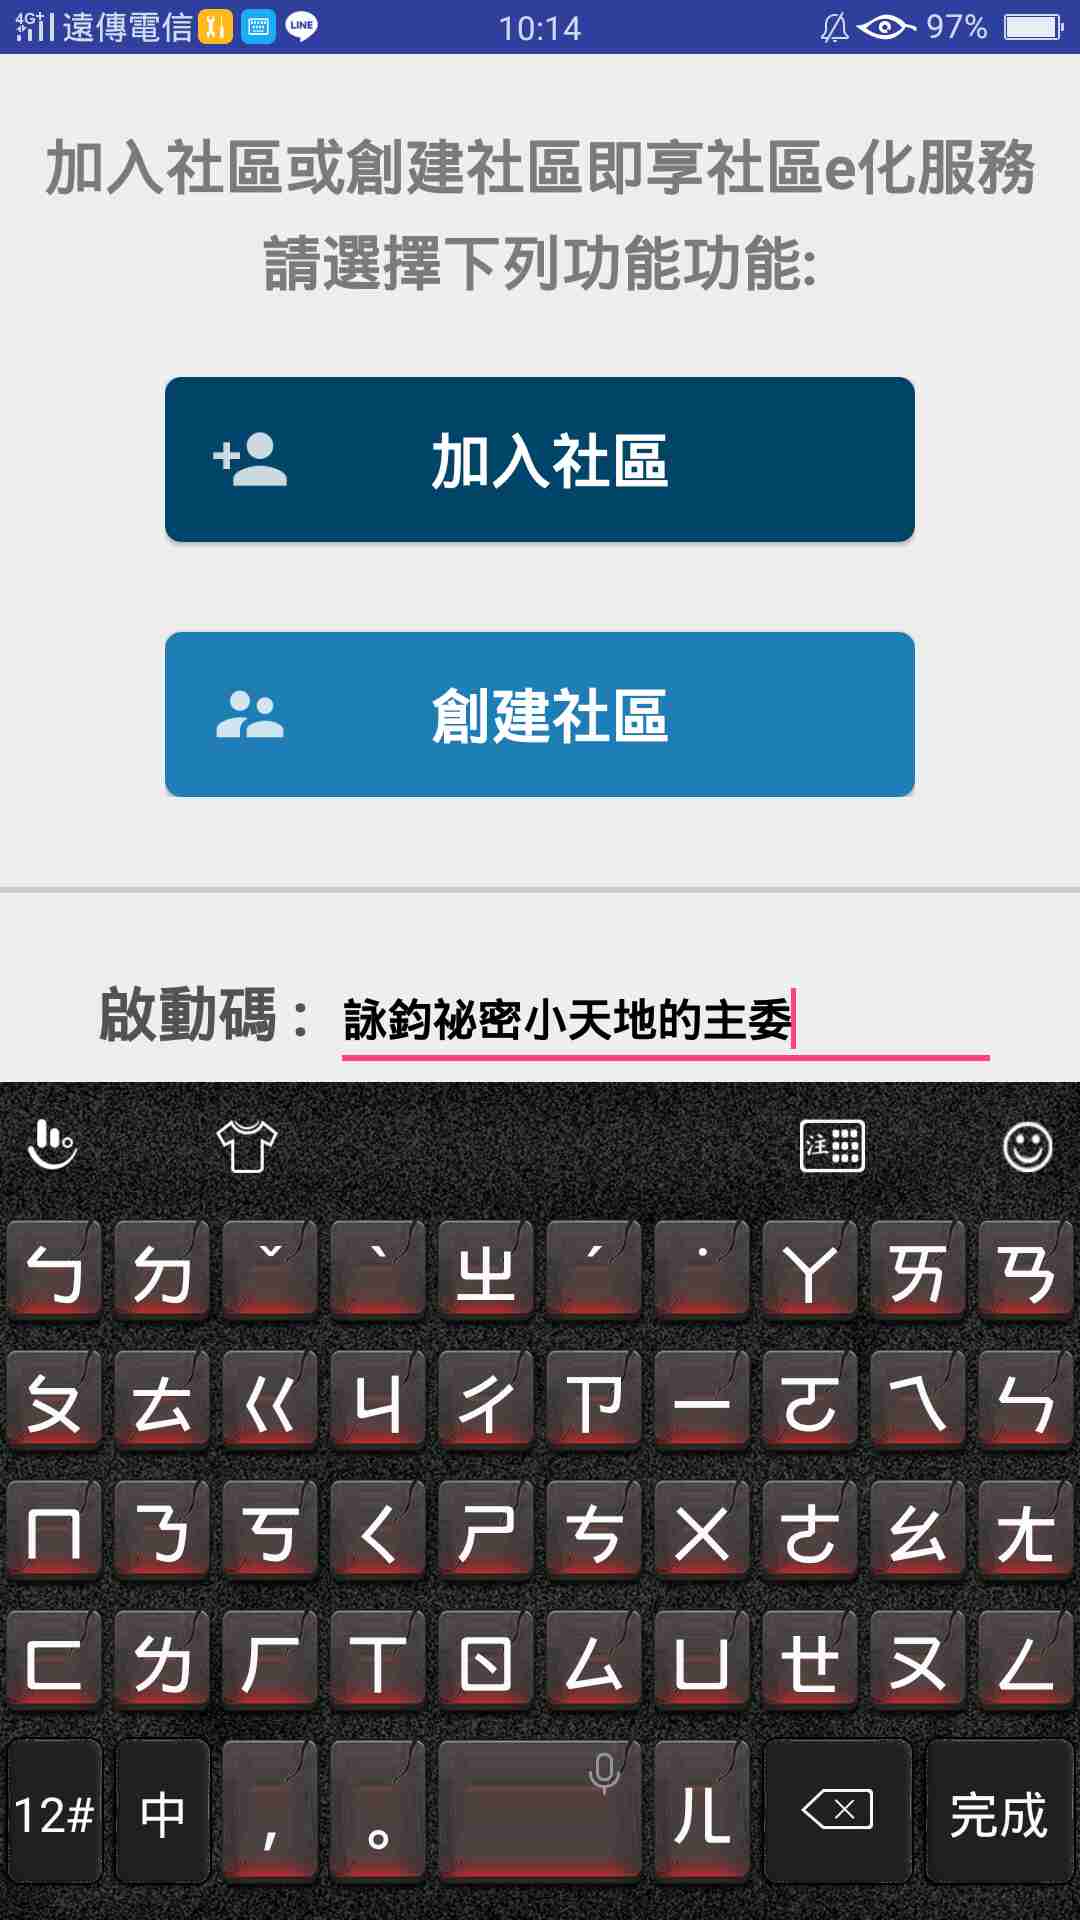 4G+ 遠傳電信 LINE 10:14 97%
加入社區或創建社區即享社區e化服務
請選擇下列功能功能:
加入社區
創建社區
啟動碼 : 詠鈞祕密小天地的主委
注
ㄅ ㄉ ˇ ˋ ㄓ ˊ ˙ ㄚ ㄞ ㄢ
ㄆ ㄊ ㄍ ㄐ ㄔ ㄗ ㄧ ㄛ ㄟ ㄣ
ㄇ ㄋ ㄎ ㄑ ㄕ ㄘ ㄨ ㄜ ㄠ ㄤ
ㄈ ㄌ ㄏ ㄒ ㄖ ㄙ ㄩ ㄝ ㄡ ㄥ
12# 中 , 。 ㄦ 完成